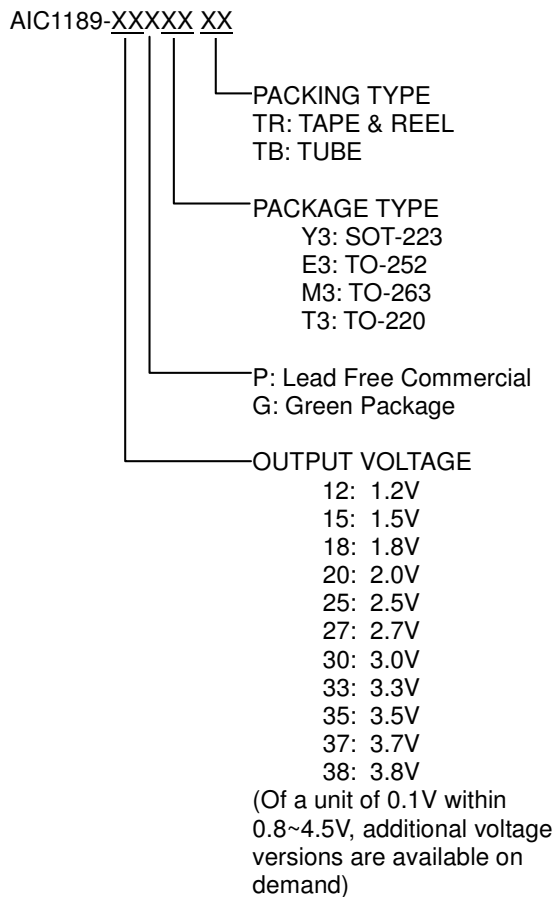 AIC1189-XXXXX XX
PACKING TYPE
TR: TAPE & REEL
TB: TUBE
PACKAGE TYPE
Y3: SOT-223
E3: TO-252
M3: TO-263
T3: TO-220
P: Lead Free Commercial
G: Green Package
OUTPUT VOLTAGE
12: 1.2V
15: 1.5V
18: 1.8V
20: 2.0V
25: 2.5V
27: 2.7V
30: 3.0V
33: 3.3V
35: 3.5V
37: 3.7V
38: 3.8V
(Of a unit of 0.1V within
0.8~4.5V, additional voltage
versions are available on
demand)